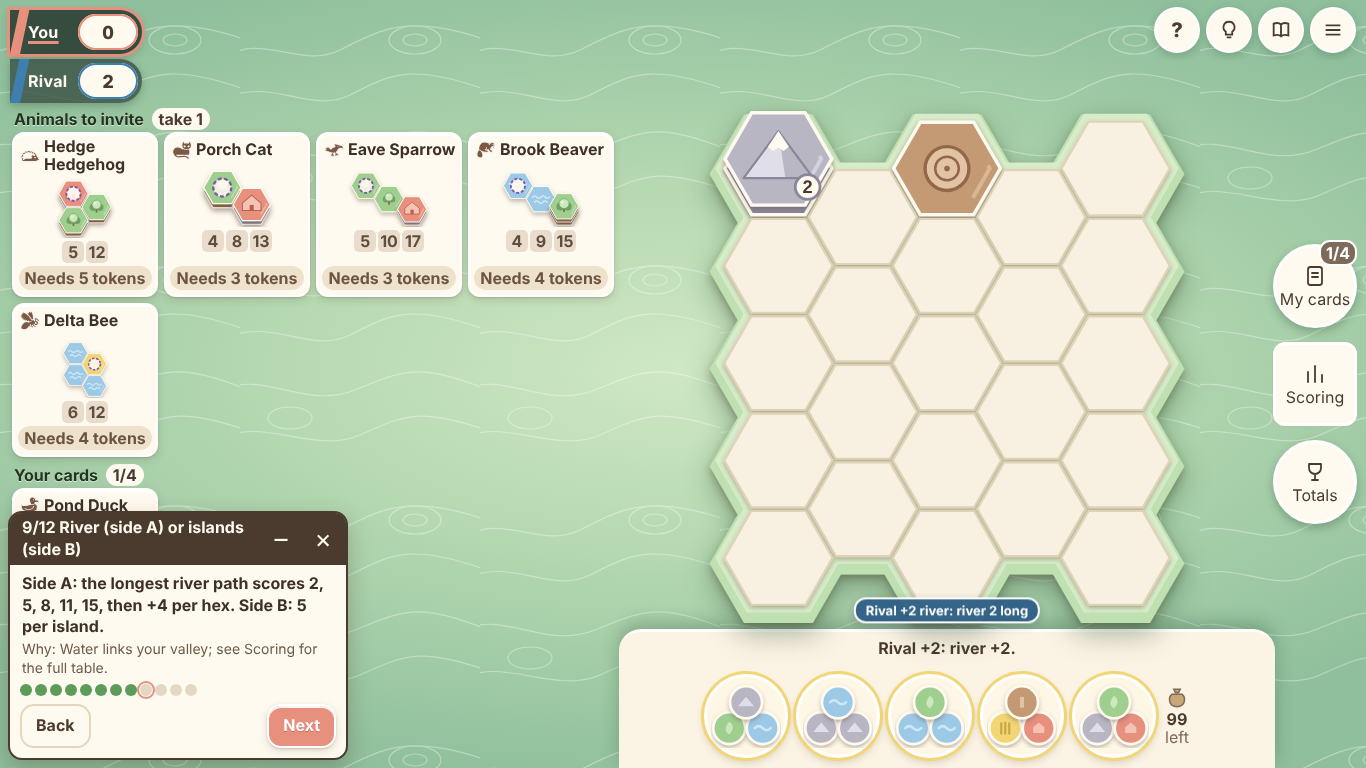 You 0
Rival 2
?
Animals to invite take 1
Hedge Hedgehog
5 12
Needs 5 tokens
Porch Cat
4 8 13
Needs 3 tokens
Eave Sparrow
5 10 17
Needs 3 tokens
Brook Beaver
4 9 15
Needs 4 tokens
Delta Bee
6 12
Needs 4 tokens
Your cards 1/4
Pond Duck
9/12 River (side A) or islands
(side B)
Side A: the longest river path scores 2,
5, 8, 11, 15, then +4 per hex. Side B: 5
per island.
Why: Water links your valley; see Scoring for
the full table.
Back
Next
2
1/4
My cards
Scoring
Totals
Rival +2 river: river 2 long
Rival +2: river +2.
99
left